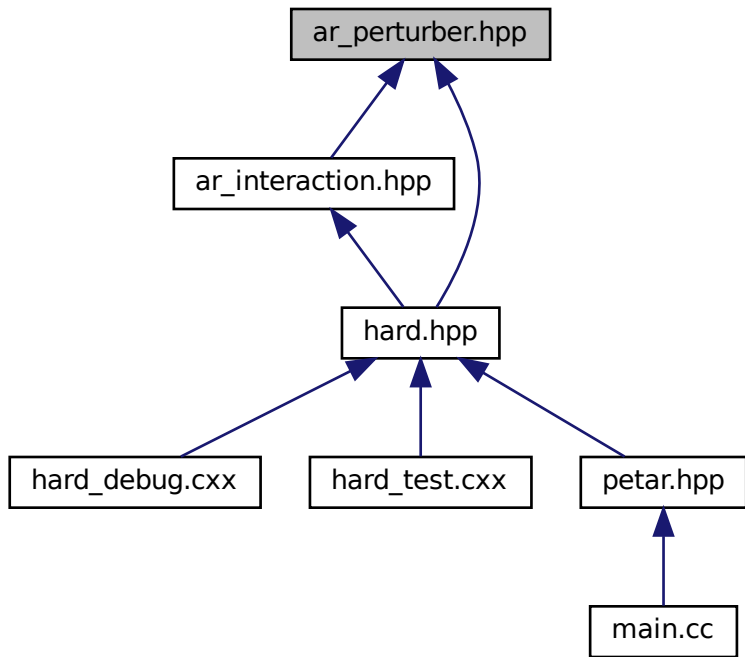 ar_perturber.hpp
ar_interaction.hpp
hard.hpp
hard_debug.cxx
hard_test.cxx
petar.hpp
main.cc